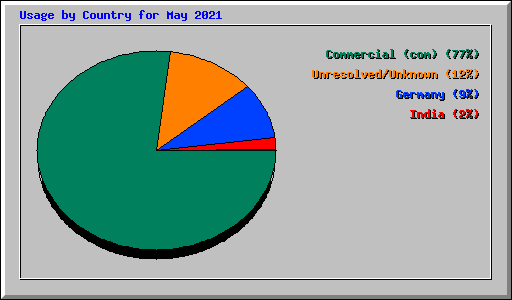 Usage by Country for May 2021
Commercial (com) (77%)
Unresolved/Unknown (12%)
Germany (9%)
India (2%)